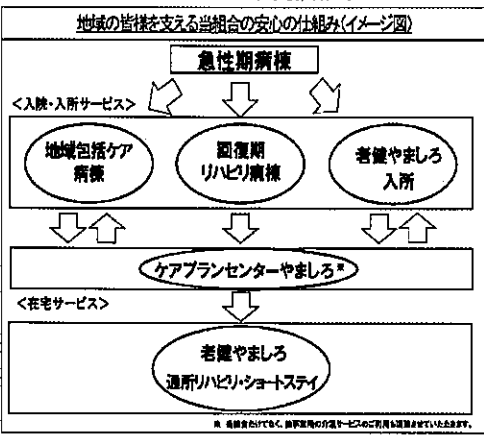 地域の皆様を支える当組合の安心の仕組み(イメージ図)
急性期病棟
<入院・入所サービス>
地域包括ケア
病棟
回復期
リハビリ病棟
老健やましろ
入所
ケアプランセンターやましろ*
<在宅サービス>
老健やましろ
通所リハビリ・ショートステイ